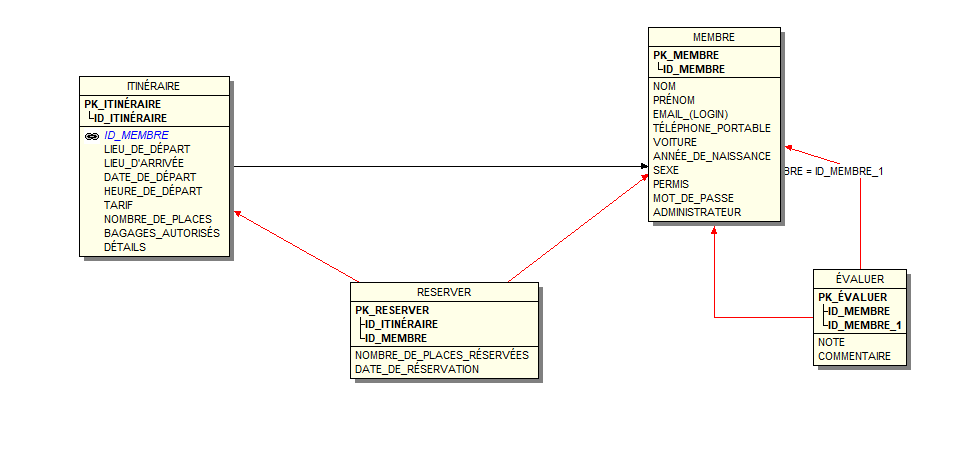 MEMBRE
PK_MEMBRE
ID_MEMBRE
NOM
PRÉNOM
EMAIL_(LOGIN)
TÉLÉPHONE_PORTABLE
VOITURE
ANNÉE_DE_NAISSANCE
SEXE
PERMIS
MOT_DE_PASSE
ADMINISTRATEUR
ITINÉRAIRE
PK_ITINÉRAIRE
ID_ITINÉRAIRE
ID_MEMBRE
LIEU_DE_DÉPART
LIEU_D'ARRIVÉE
DATE_DE_DÉPART
HEURE_DE_DÉPART
TARIF
NOMBRE_DE_PLACES
BAGAGES_AUTORISÉS
DÉTAILS
BRE = ID_MEMBRE_1
RESERVER
PK_RESERVER
ID_ITINÉRAIRE
ID_MEMBRE
NOMBRE_DE_PLACES_RÉSERVÉES
DATE_DE_RÉSERVATION
ÉVALUER
PK_ÉVALUER
ID_MEMBRE
ID_MEMBRE_1
NOTE
COMMENTAIRE